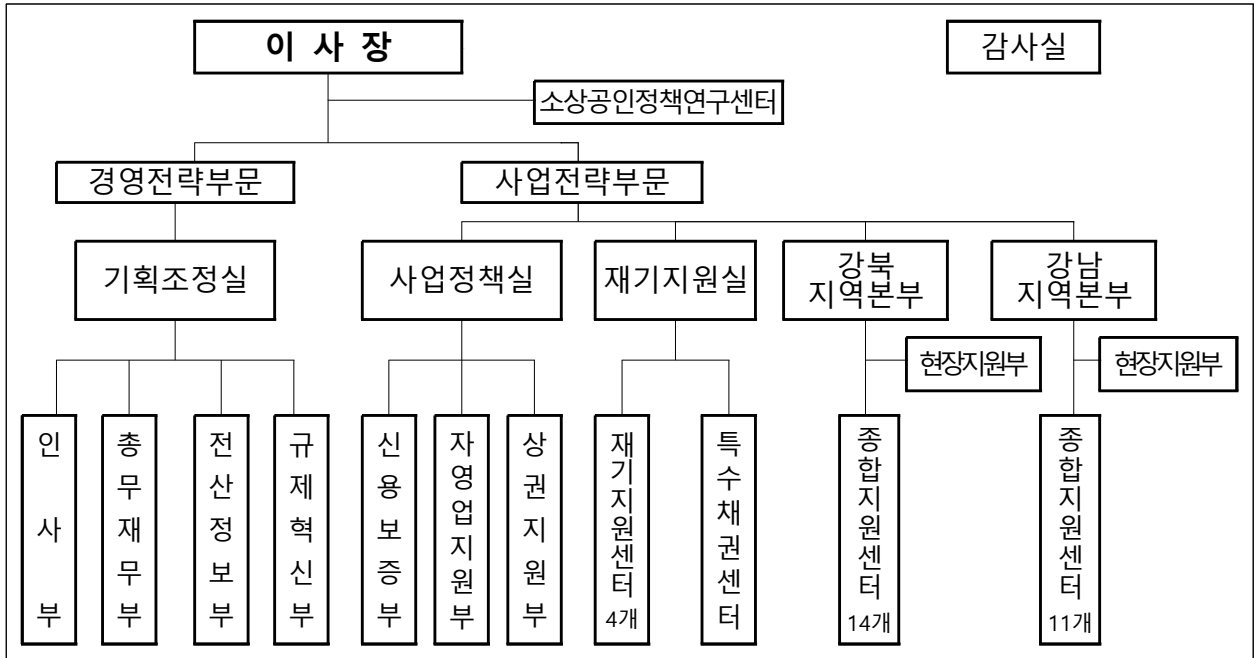 이 사 장
감사실
소상공인정책연구센터
경영전략부문
사업전략부문
기획조정실
사업정책실
재기지원실
강북
지역본부
강남
지역본부
현장지원부
현장지원부
인사부
총무재무부
전산정보부
규제혁신부
신용보증부
자영업지원부
상권지원부
재기지원센터
4개
특수채권센터
종합지원센터
14개
종합지원센터
11개